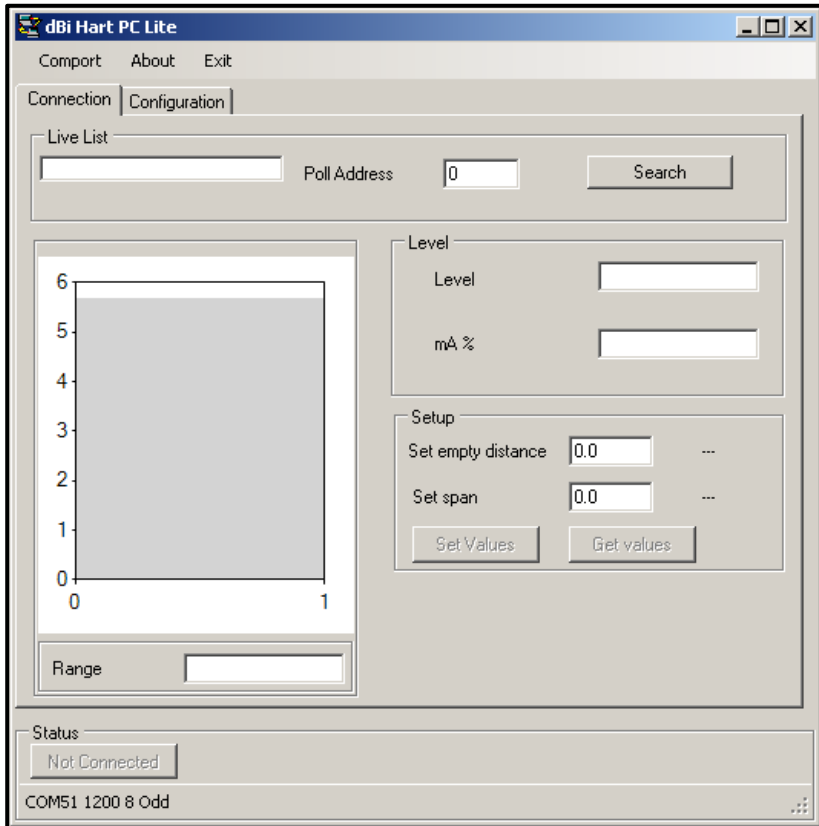 dBi Hart PC Lite
Comport About Exit
Connection Configuration
Live List
Poll Address 0 Search
6
5
4
3
2
1
0
0 1
Range
Level
Level
mA %
Setup
Set empty distance 0.0 ---
Set span 0.0 ---
Set Values Get values
Status
Not Connected
COM51 1200 8 Odd